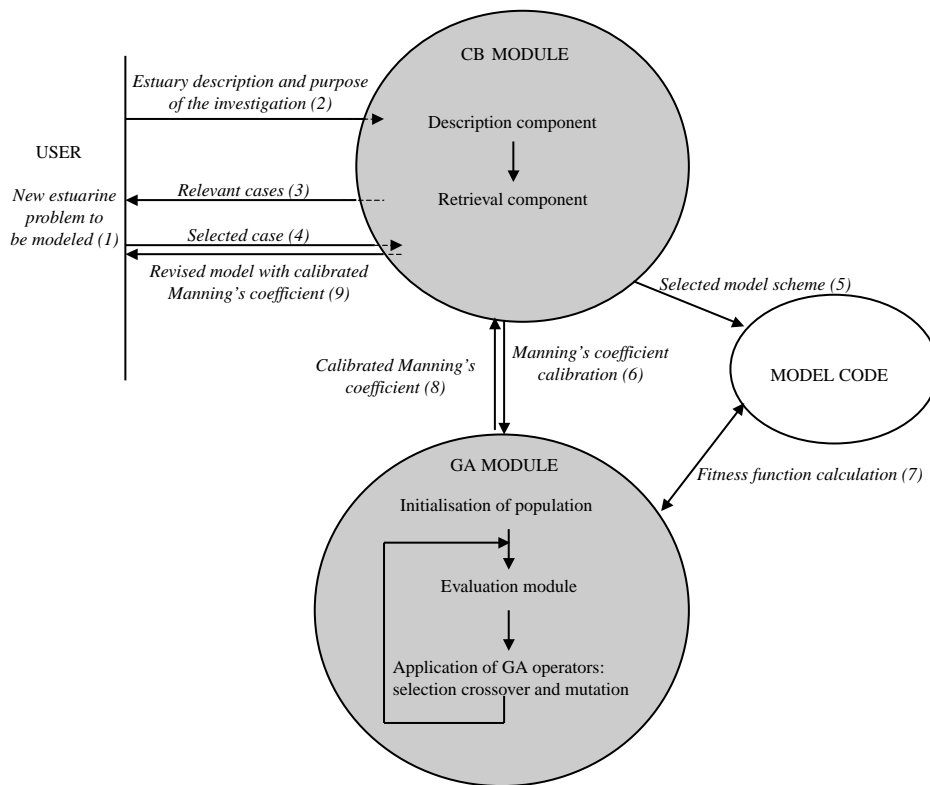 CB MODULE
Estuary description and purpose
of the investigation (2)
Description component
USER
New estuarine
problem to
be modeled (1)
Relevant cases (3)
Retrieval component
Selected case (4)
Revised model with calibrated
Manning’s coefficient (9)
Selected model scheme (5)
Calibrated Manning’s
coefficient (8)
Manning’s coefficient
calibration (6)
MODEL CODE
GA MODULE
Fitness function calculation (7)
Initialisation of population
Evaluation module
Application of GA operators:
selection crossover and mutation